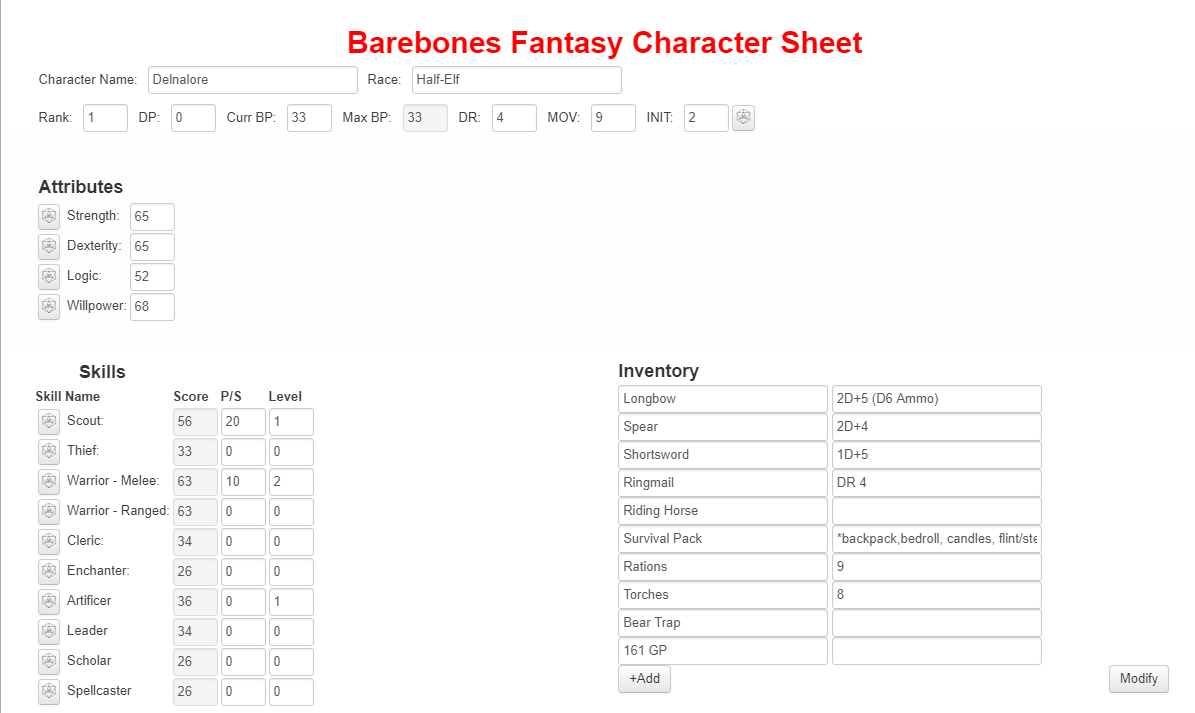 Barebones Fantasy Character Sheet
Character Name: Delnalore Race: Half-Elf
Rank: 1 DP: 0 Curr BP: 33 Max BP: 33 DR: 4 MOV: 9 INIT: 2
Attributes
Strength: 65
Dexterity: 65
Logic: 52
Willpower: 68
Skills
Skill Name Score P/S Level
Scout: 56 20 1
Thief: 33 0 0
Warrior - Melee: 63 10 2
Warrior - Ranged: 63 0 0
Cleric: 34 0 0
Enchanter: 26 0 0
Artificer 36 0 1
Leader 34 0 0
Scholar 26 0 0
Spellcaster 26 0 0
Inventory
Longbow 2D+5 (D6 Ammo)
Spear 2D+4
Shortsword 1D+5
Ringmail DR 4
Riding Horse
Survival Pack *backpack,bedroll, candles, flint/ste
Rations 9
Torches 8
Bear Trap
161 GP
+Add
Modify